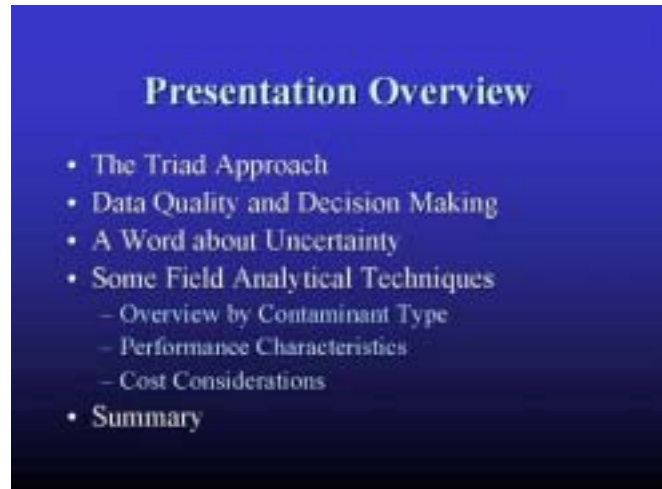 Presentation Overview
• The Triad Approach
• Data Quality and Decision Making
• A Word about Uncertainty
• Some Field Analytical Techniques
– Overview by Contaminant Type
– Performance Characteristics
– Cost Considerations
• Summary